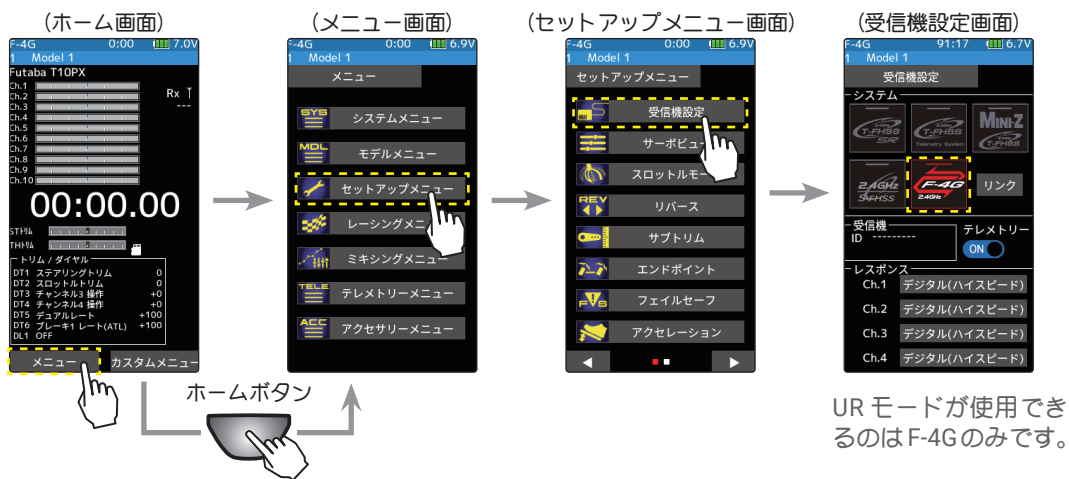 (ホーム画面)
F-4G 0:00 7.0V
1 Model 1
Futaba T10PX
Ch.1
Ch.2
Ch.3
Ch.4
Ch.5
Ch.6
Ch.7
Ch.8
Ch.9
Ch.10
Rx
---
00:00.00
STﾄﾘﾑ
THﾄﾘﾑ
トリム / ダイヤル
DT1 ステアリングトリム 0
DT2 スロットルトリム 0
DT3 チャンネル3 操作 +0
DT4 チャンネル4 操作 +0
DT5 デュアルレート +100
DT6 ブレーキ1 レート(ATL) +100
DL1 OFF
メニュー
カスタムメニュー
ホームボタン
(メニュー画面)
F-4G 0:00 6.9V
1 Model 1
メニュー
SYS システムメニュー
MDL モデルメニュー
セットアップメニュー
レーシングメニ
ミキシングメニュー
TELE テレメトリーメニュー
ACC アクセサリーメニュー
(セットアップメニュー画面)
F-4G 0:00 6.9V
1 Model 1
セットアップメニュー
受信機設定
サーボビュー
スロットルモー
REV リバース
サブトリム
エンドポイント
F/S フェイルセーフ
アクセレーション
(受信機設定画面)
F-4G 91:17 6.7V
1 Model 1
受信機設定
システム
T-FHSS SR
T-FHSS Telemetry System
MINI-Z T-FHSS
2.4GHz S-FHSS
F-4G 2.4GHz
リンク
受信機
ID --------
テレメトリー
ON
レスポンス
Ch.1 デジタル(ハイスピード)
Ch.2 デジタル(ハイスピード)
Ch.3 デジタル(ハイスピード)
Ch.4 デジタル(ハイスピード)
UR モードが使用でき
るのは F-4G のみです。